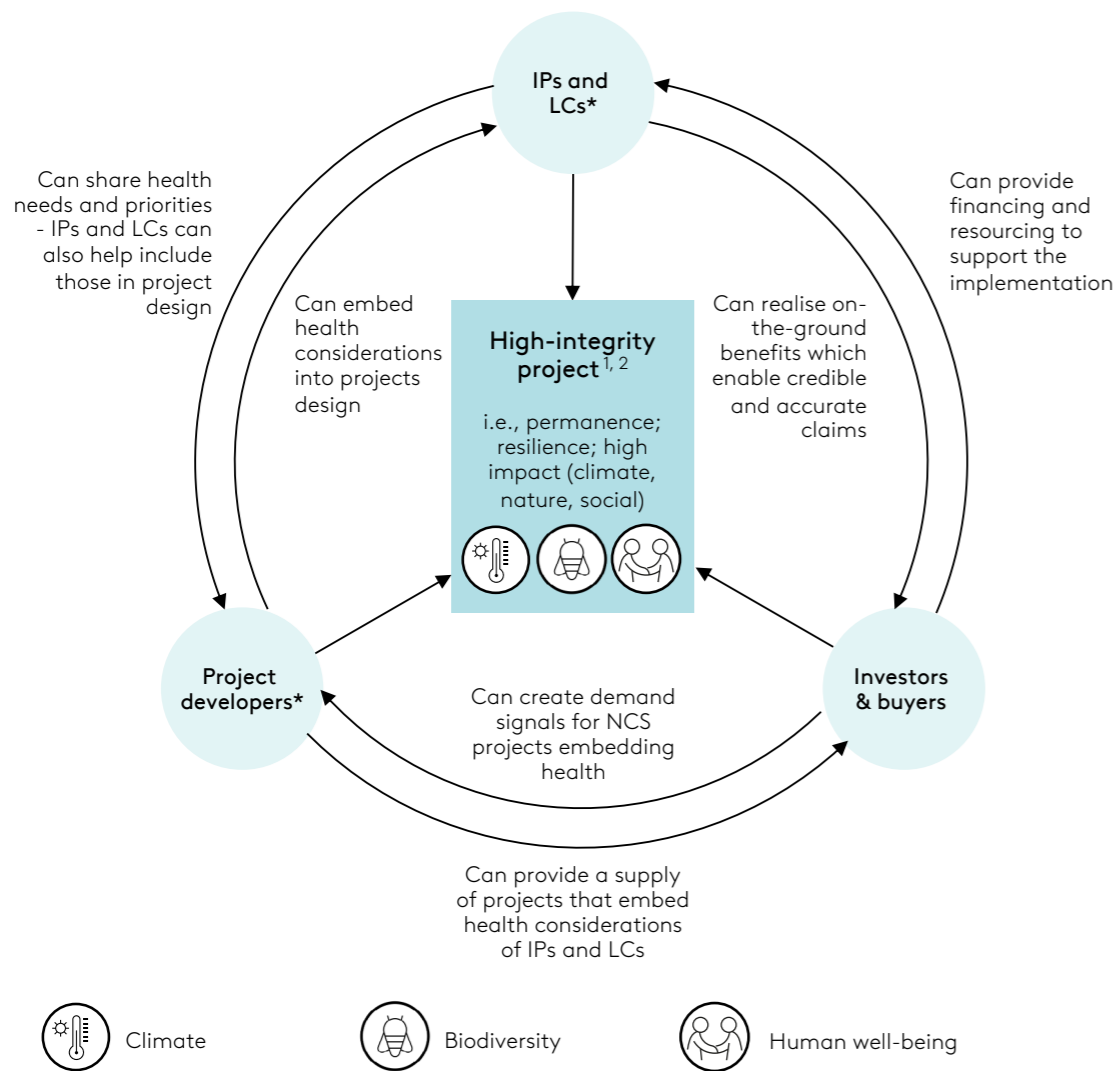 IPs and
LCs*
Can share health
needs and priorities
- IPs and LCs can
also help include
those in project
design
Can provide
financing and
resourcing to
support the
implementation
Can embed
health
considerations
into projects
design
High-integrity
project 1, 2
i.e., permanence;
resilience; high
impact (climate,
nature, social)
Can realise on-
the-ground
benefits which
enable credible
and accurate
claims
Project
developers*
Investors
& buyers
Can create demand
signals for NCS
projects embedding
health
Can provide a supply
of projects that embed
health considerations
of IPs and LCs
Climate
Biodiversity
Human well-being